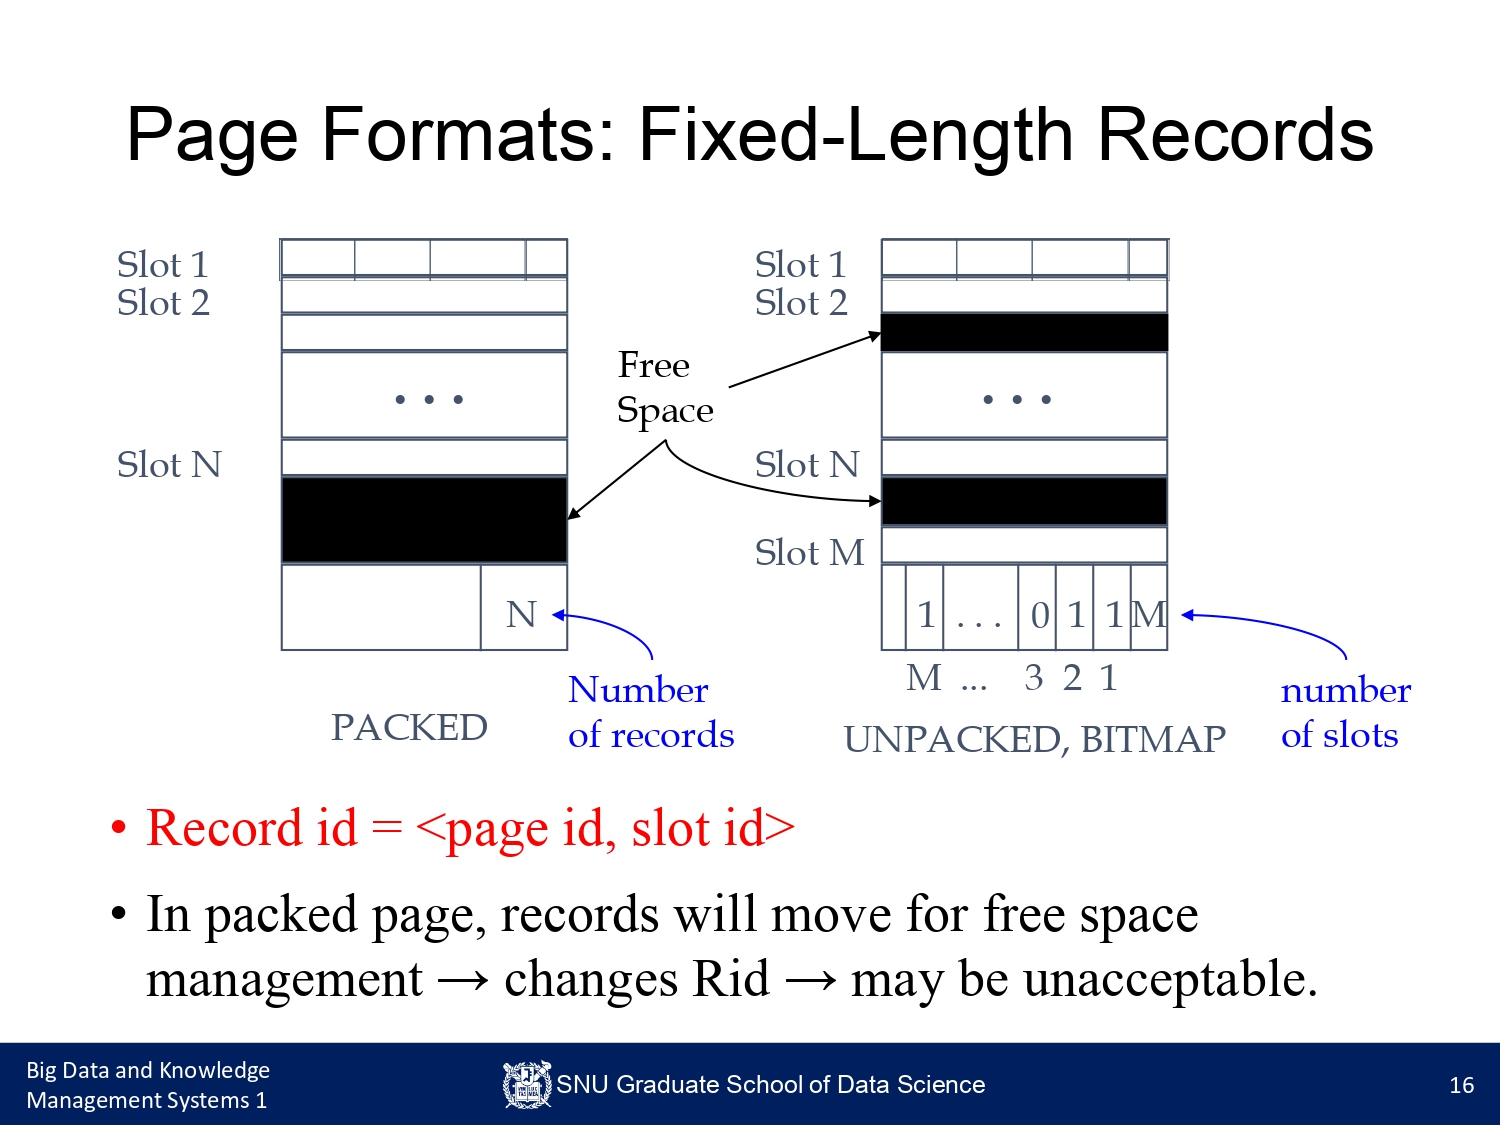 Page Formats: Fixed-Length Records
Slot 1
Slot 2
. . .
Slot N
N
Number
of records
PACKED
Free
Space
Slot 1
Slot 2
. . .
Slot N
Slot M
1 . . . 0 1 1 M
M ... 3 2 1
UNPACKED, BITMAP
number
of slots
• Record id = <page id, slot id>
• In packed page, records will move for free space
management → changes Rid → may be unacceptable.
Big Data and Knowledge
Management Systems 1
SNU Graduate School of Data Science
16